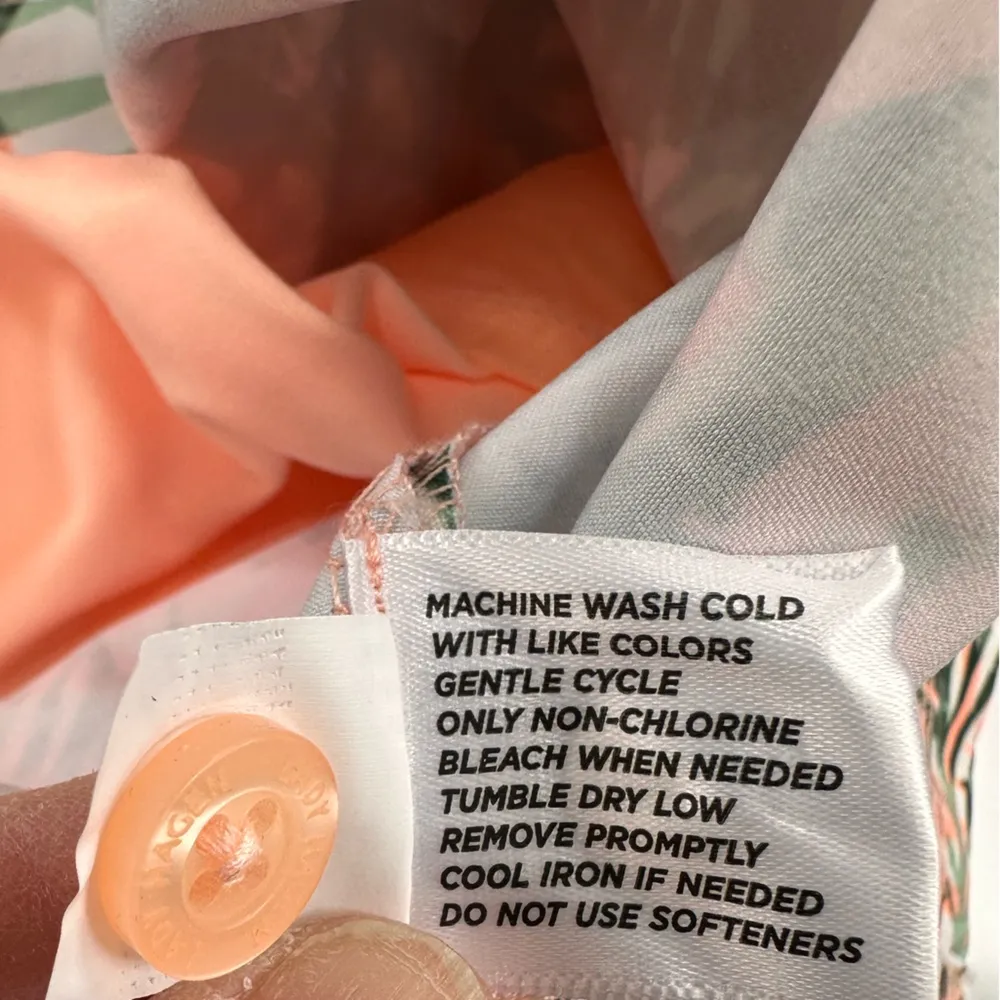 MACHINE WASH COLD
WITH LIKE COLORS
GENTLE CYCLE
ONLY NON-CHLORINE
BLEACH WHEN NEEDED
TUMBLE DRY LOW
REMOVE PROMPTLY
COOL IRON IF NEEDED
DO NOT USE SOFTENERS